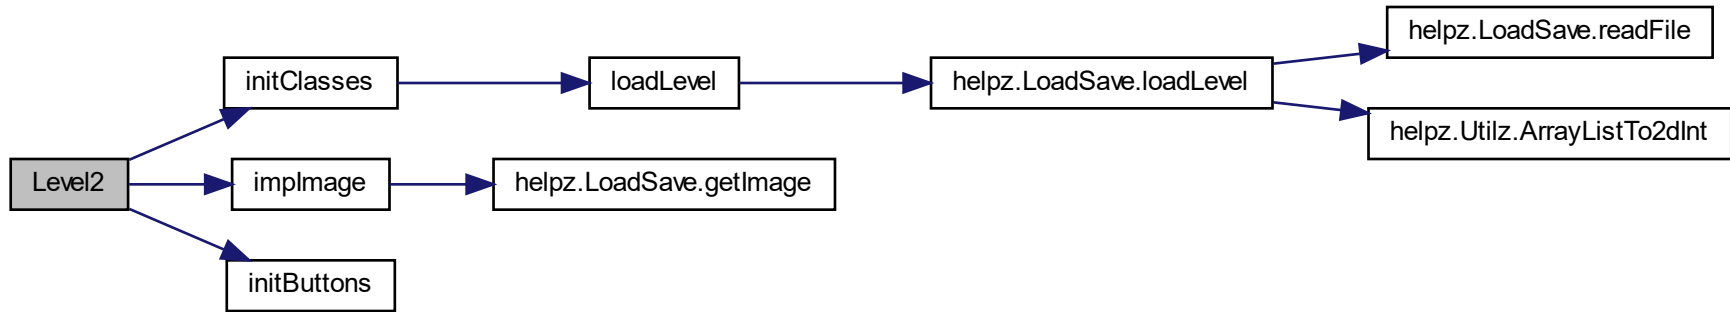 helpz.LoadSave.readFile
initClasses
loadLevel
helpz.LoadSave.loadLevel
helpz.Utilz.ArrayListTo2dInt
Level2
impImage
helpz.LoadSave.getImage
initButtons